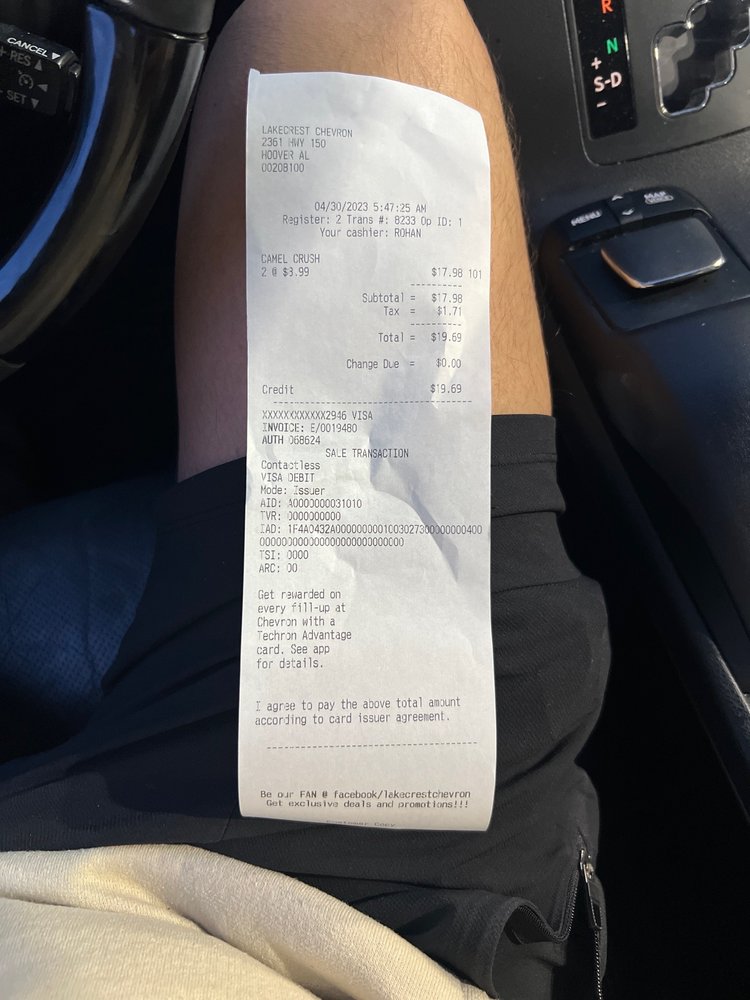 CANCEL
+ RES
- SET
R
N
+
S-D
-
MENU
MAP
VOICE
LAKECREST CHEVRON
2361 HWY 150
HOOVER AL
00208100
04/30/2023 5:47:25 AM
Register: 2 Trans #: 8233 Op ID: 1
Your cashier: ROHAN
CAMEL CRUSH
2 @ $8.99 $17.98 101
Subtotal = $17.98
Tax = $1.71
Total = $19.69
Change Due = $0.00
Credit $19.69
XXXXXXXXXXXX2946 VISA
INVOICE: E/0019480
AUTH 068624
SALE TRANSACTION
Contactless
VISA DEBIT
Mode: Issuer
AID: A0000000031010
TVR: 0000000000
TSI: 0000
ARC: 00
Get rewarded on
every fill-up at
Chevron with a
Techron Advantage
card. See app
for details.
I agree to pay the above total amount
according to card issuer agreement.
Be our FAN @ facebook/lakecrestchevron
Get exclusive deals and promotions!!!
Customer Copy